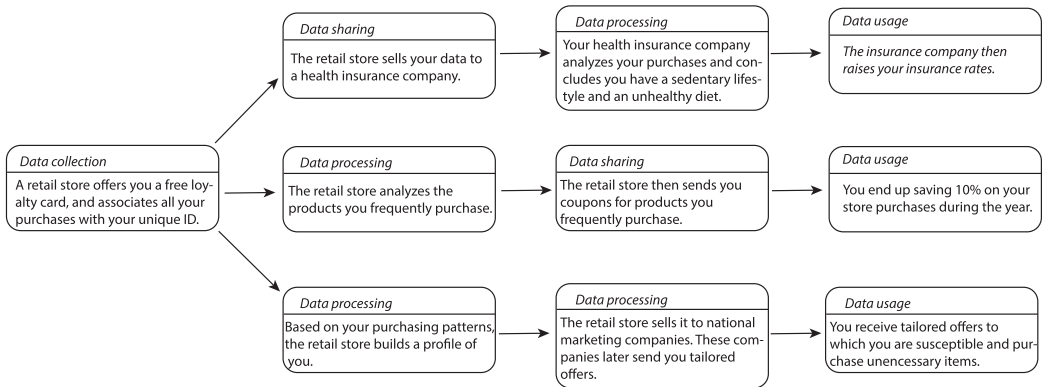 Data collection
A retail store offers you a free loy-
alty card, and associates all your
purchases with your unique ID.
Data sharing
The retail store sells your data to
a health insurance company.
Data processing
Your health insurance company
analyzes your purchases and con-
cludes you have a sedentary lifes-
tyle and an unhealthy diet.
Data usage
The insurance company then
raises your insurance rates.
Data processing
The retail store analyzes the
products you frequently purchase.
Data sharing
The retail store then sends you
coupons for products you
frequently purchase.
Data usage
You end up saving 10% on your
store purchases during the year.
Data processing
Based on your purchasing patterns,
the retail store builds a profile of
you.
Data processing
The retail store sells it to national
marketing companies. These com-
panies later send you tailored
offers.
Data usage
You receive tailored offers to
which you are susceptible and pur-
chase unencessary items.